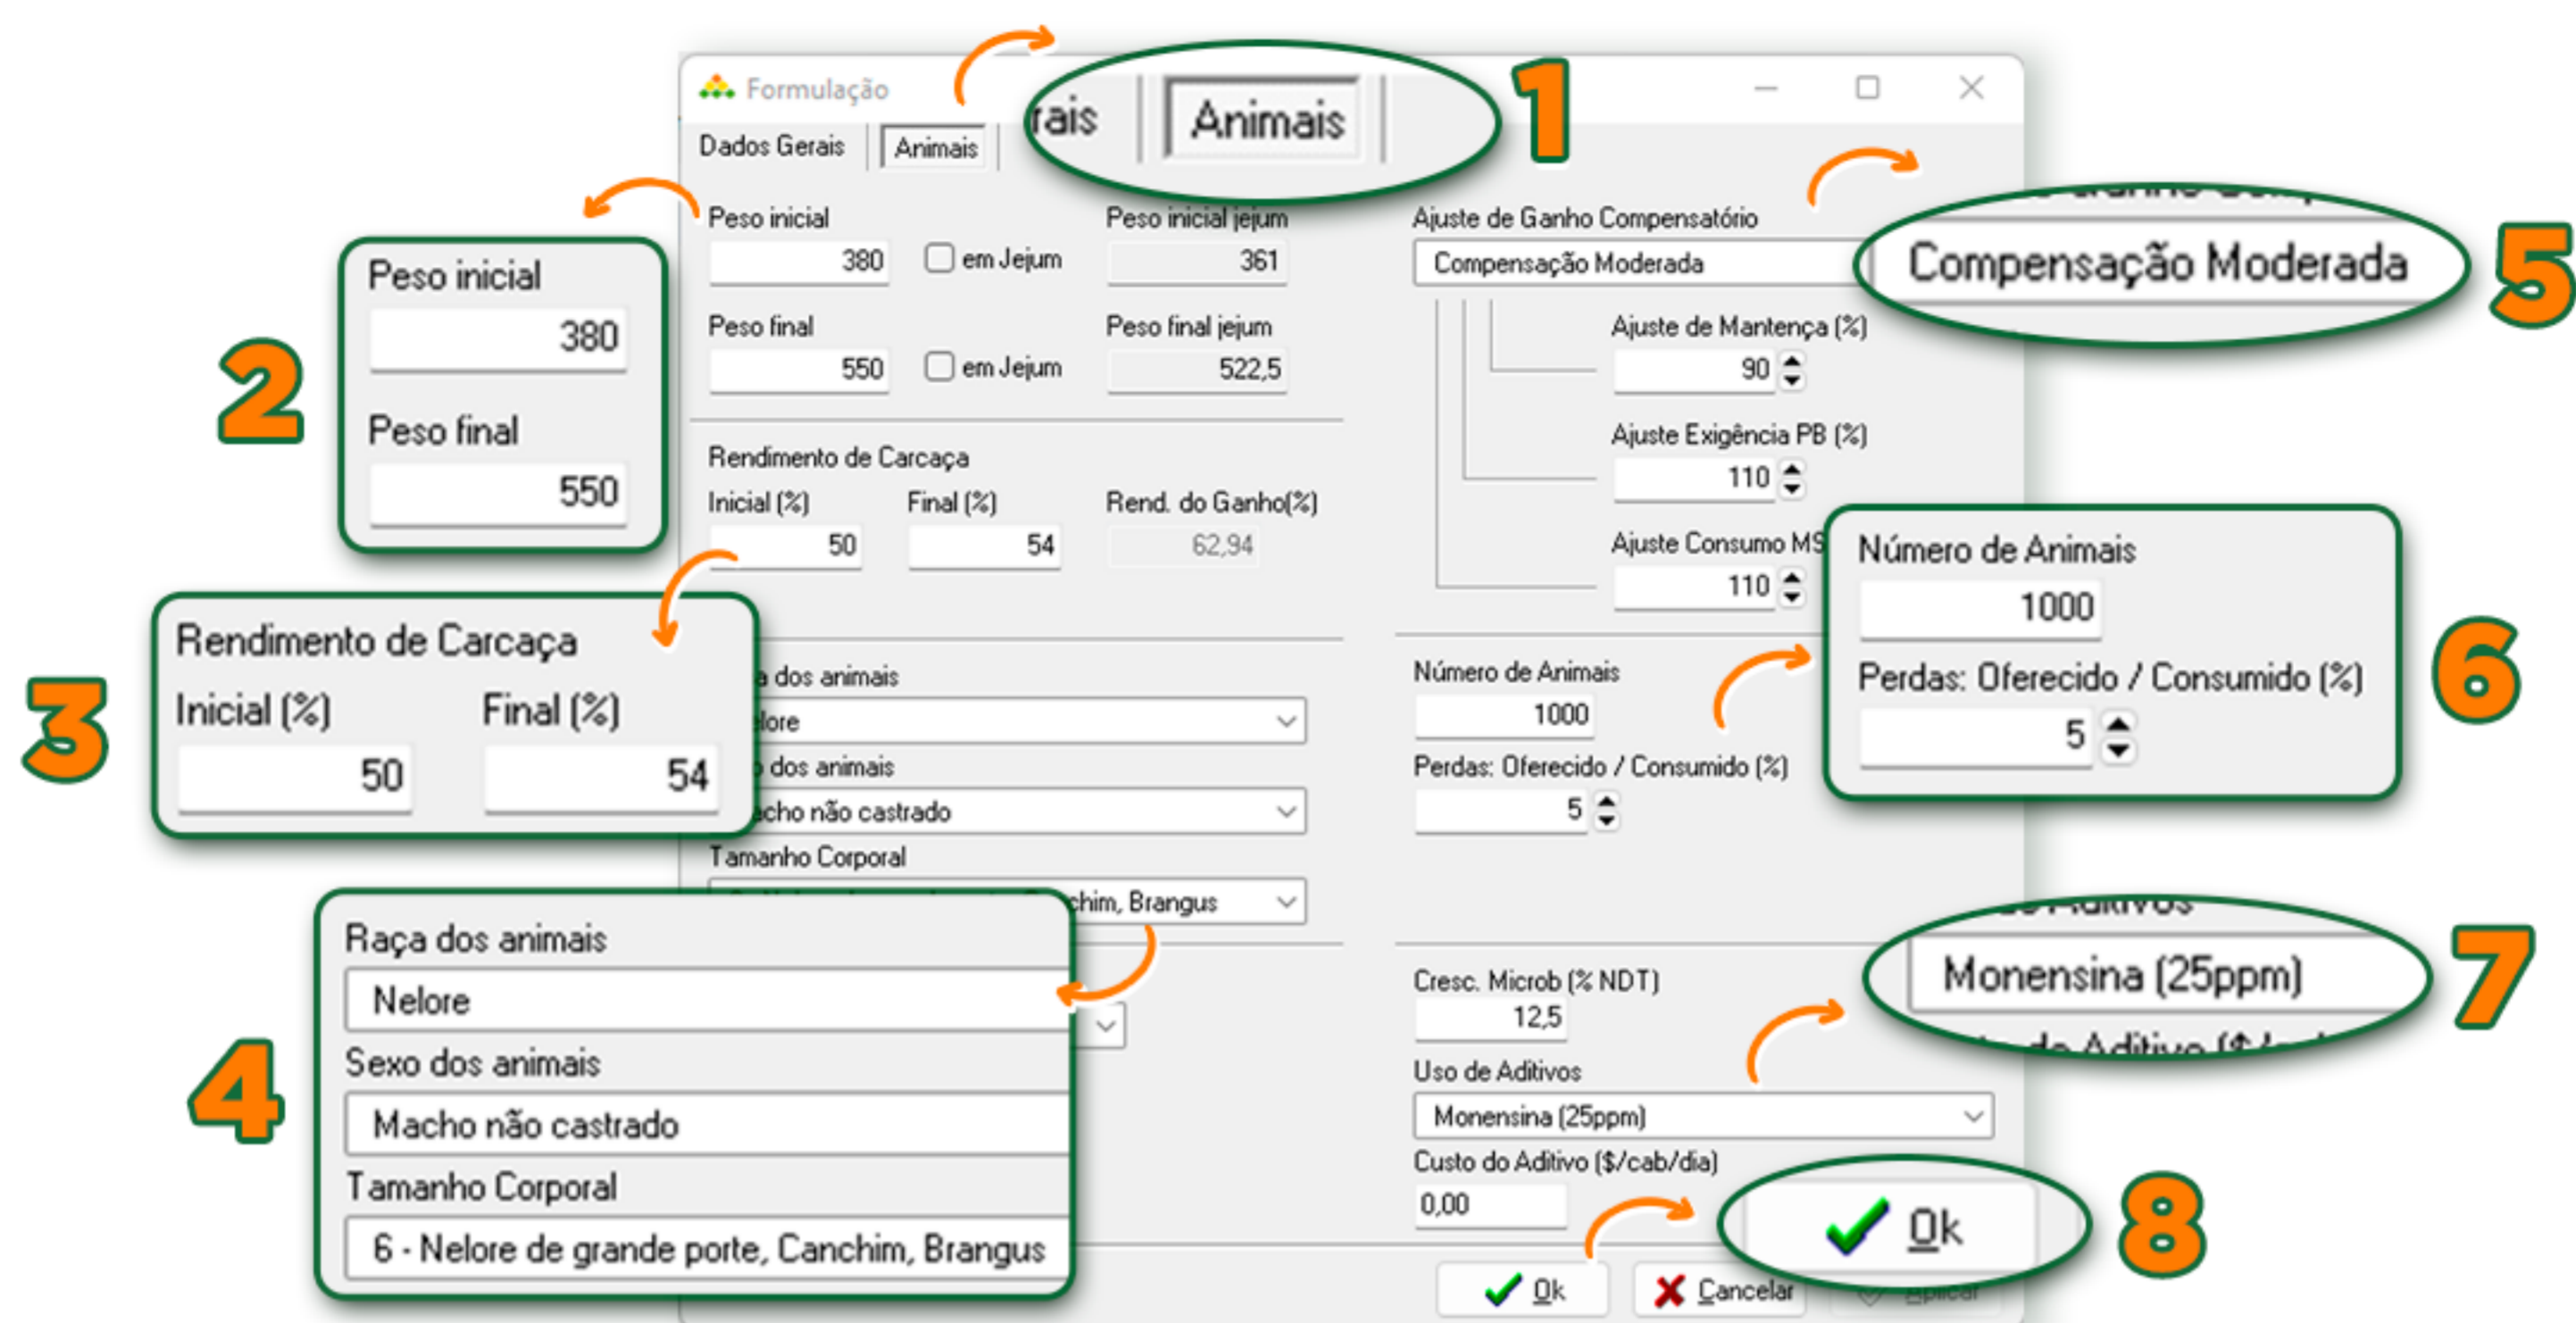 Formulação
Dados Gerais
Animais
rais
Animais
1
Peso inicial
380
em Jejum
Peso inicial jejum
361
Peso final
550
em Jejum
Peso final jejum
522,5
Peso inicial
380
Peso final
550
2
Rendimento de Carcaça
Inicial (%)
Final (%)
Rend. do Ganho(%)
50
54
62,94
Rendimento de Carcaça
Inicial (%)
Final (%)
50
54
3
a dos animais
elore
o dos animais
acho não castrado
Tamanho Corporal
chim, Brangus
Raça dos animais
Nelore
Sexo dos animais
Macho não castrado
Tamanho Corporal
6 - Nelore de grande porte, Canchim, Brangus
4
Ajuste de Ganho Compensatório
Compensação Moderada
Compensação Moderada
5
Ajuste de Mantença (%)
90
Ajuste Exigência PB (%)
110
Ajuste Consumo MS
110
Número de Animais
1000
Perdas: Oferecido / Consumido (%)
5
Número de Animais
1000
Perdas: Oferecido / Consumido (%)
5
6
Cresc. Microb (% NDT)
12,5
Uso de Aditivos
Monensina (25ppm)
Custo do Aditivo ($/cab/dia)
0,00
Monensina (25ppm)
7
Ok
Cancelar
Ok
8